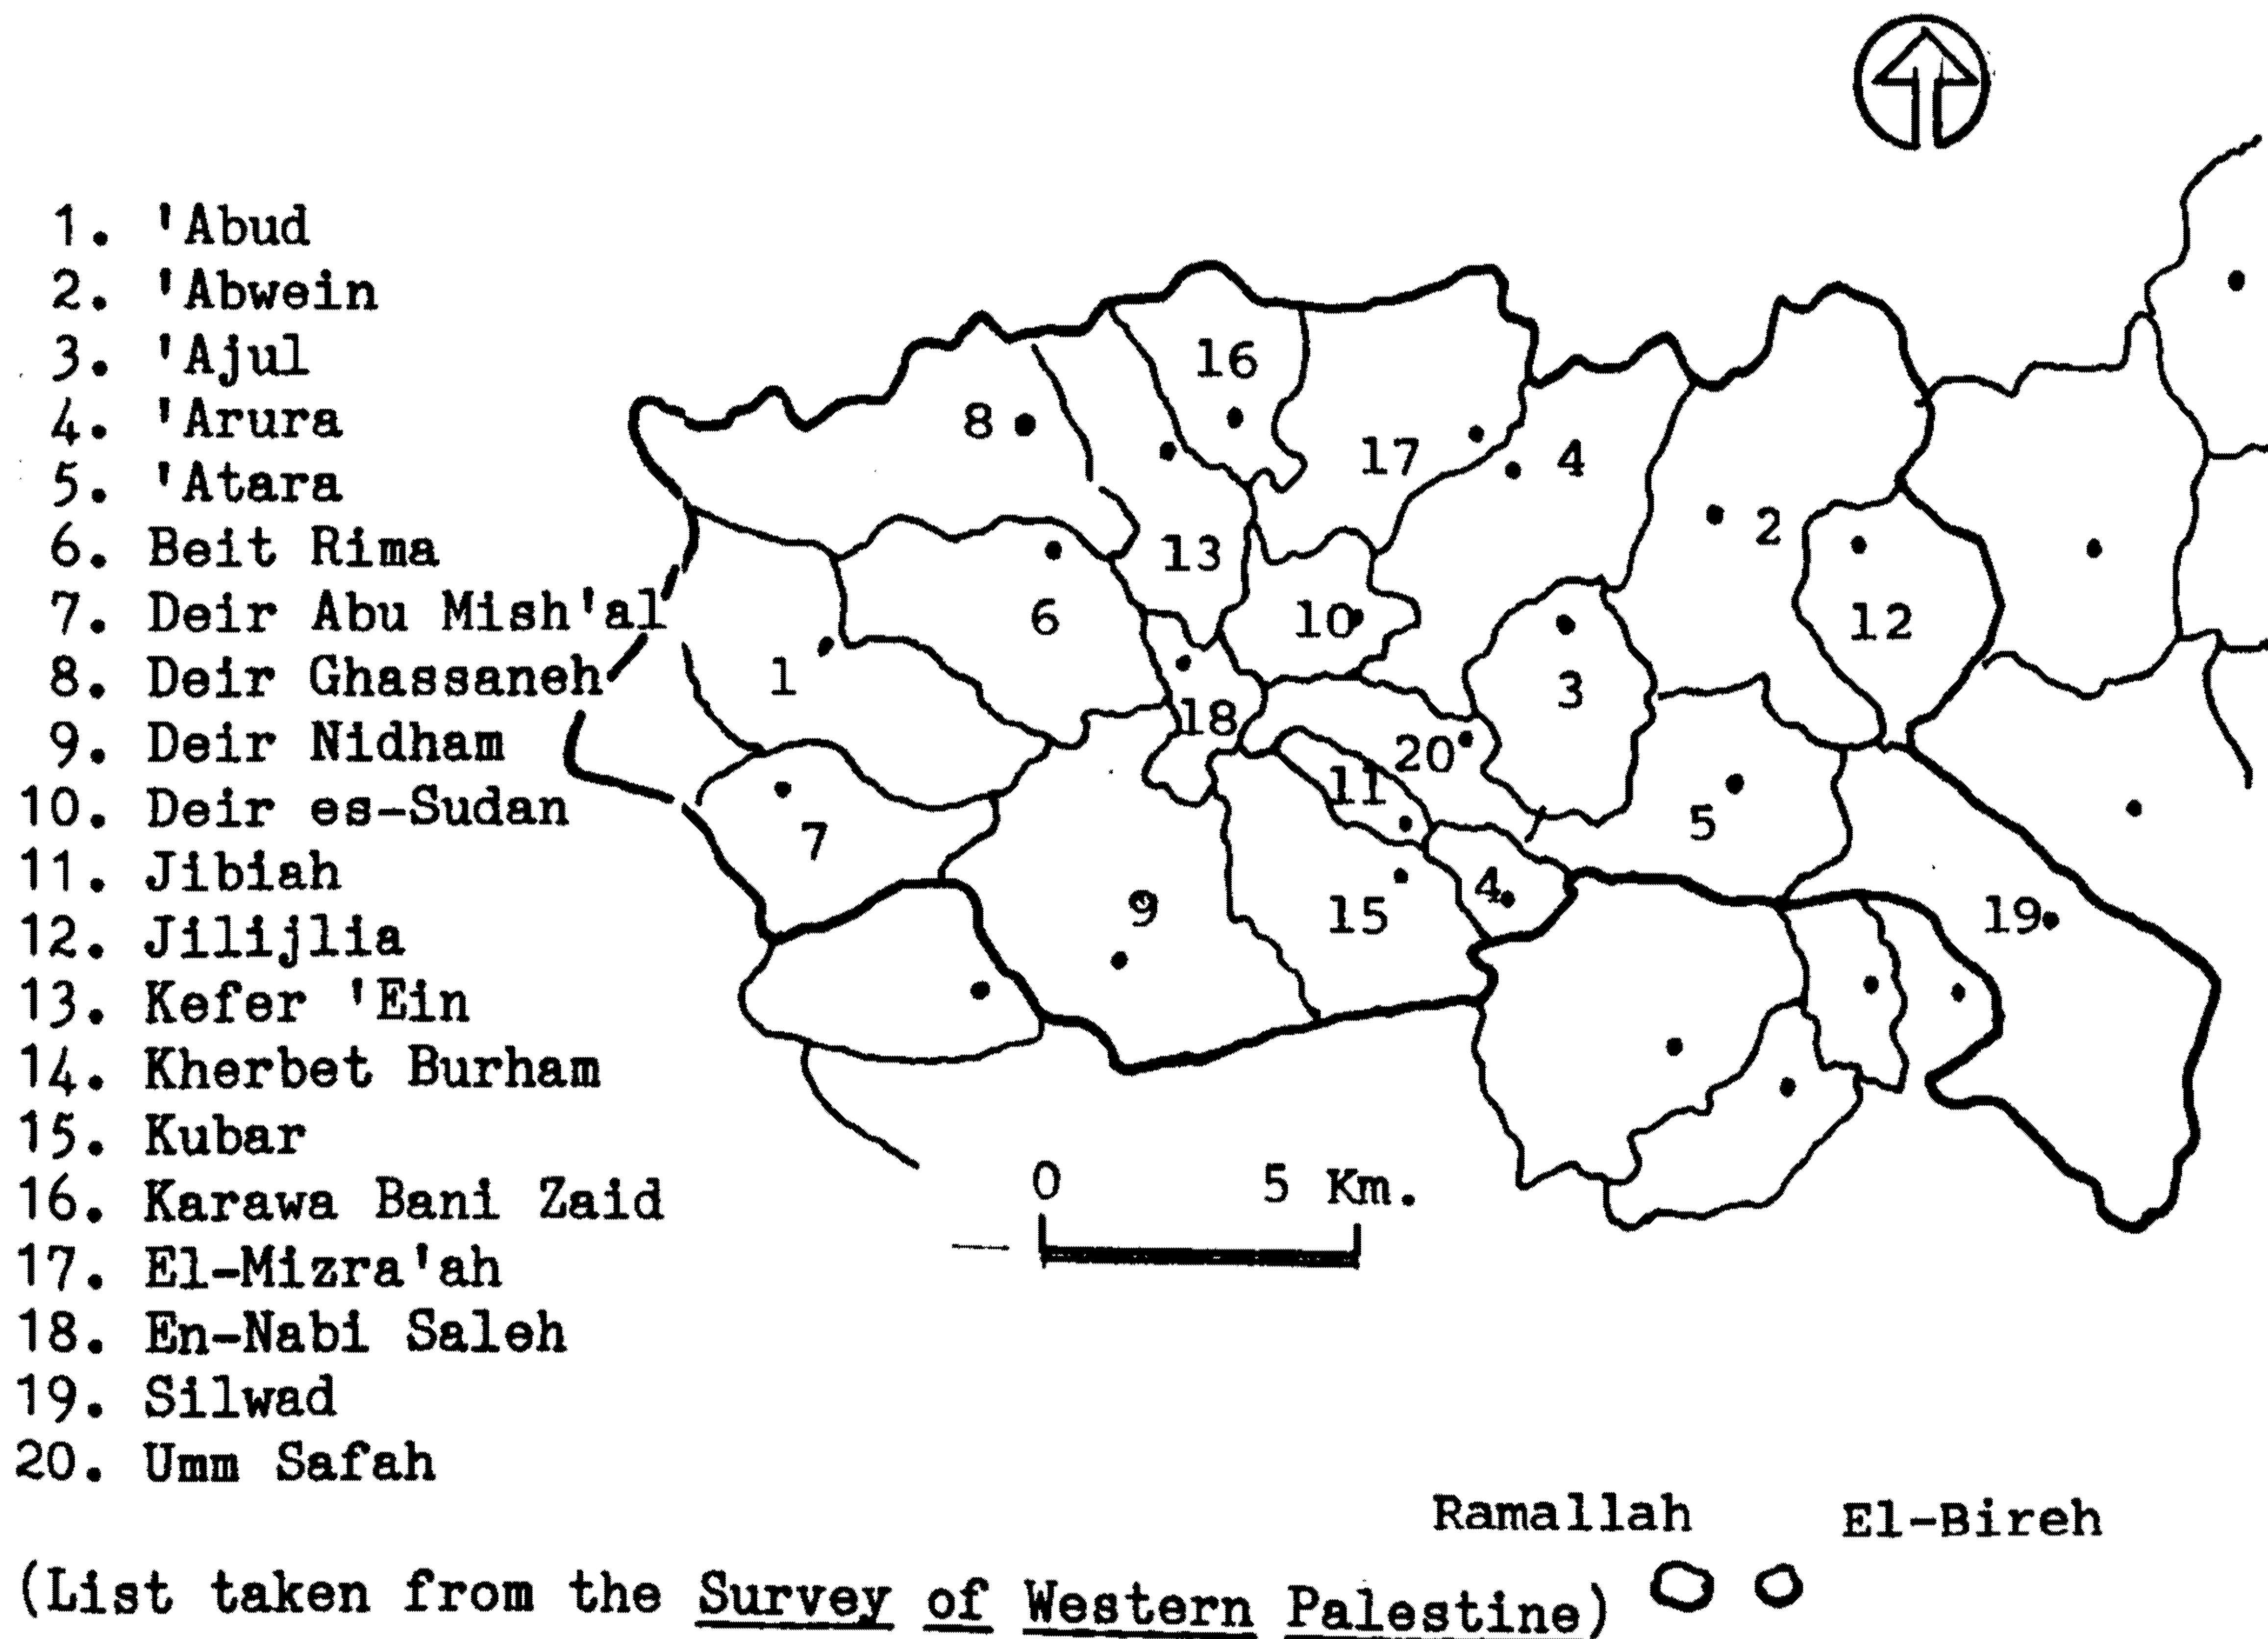 1. 'Abud
2. 'Abwein
3. 'Ajul
4. 'Arura
5. 'Atara
6. Beit Rima
7. Deir Abu Mish'al
8. Deir Ghassaneh
9. Deir Nidham
10. Deir es-Sudan
11. Jibiah
12. Jilijlia
13. Kefer 'Ein
14. Kherbet Burham
15. Kubar
16. Karawa Bani Zaid
17. El-Mizra'ah
18. En-Nabi Saleh
19. Silwad
20. Umm Safah
(List taken from the Survey of Western Palestine)
16
8
17
4
2
13
6
10
12
1
3
18
20
11
7
5
9
15
4
19
0 5 Km.
Ramallah El-Bireh